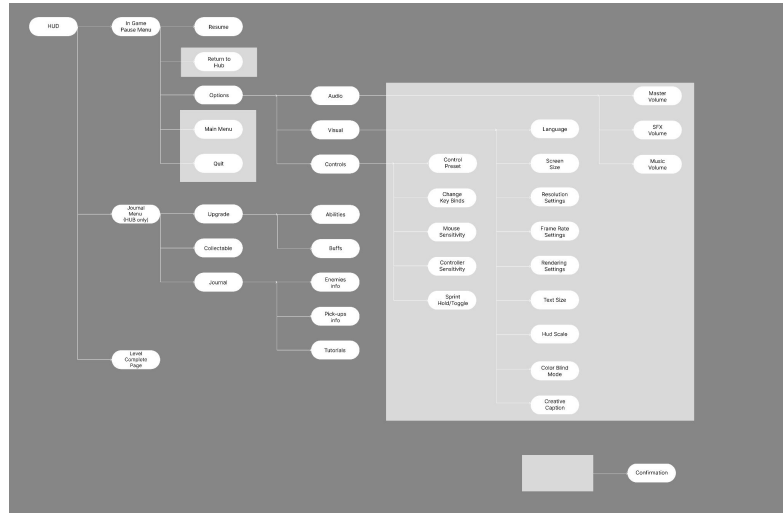 HUD
In Game
Pause Menu
Resume
Return to
Hub
Options
Main Menu
Quit
Audio
Visual
Controls
Master
Volume
SFX
Volume
Music
Volume
Language
Screen
Size
Resolution
Settings
Frame Rate
Settings
Rendering
Settings
Text Size
Hud Scale
Color Blind
Mode
Creative
Caption
Control
Preset
Change
Key Binds
Mouse
Sensitivity
Controller
Sensitivity
Sprint
Hold/Toggle
Journal
Menu
(HUB only)
Upgrade
Collectable
Journal
Abilities
Buffs
Enemies
info
Pick-ups
info
Tutorials
Level
Complete
Page
Confirmation